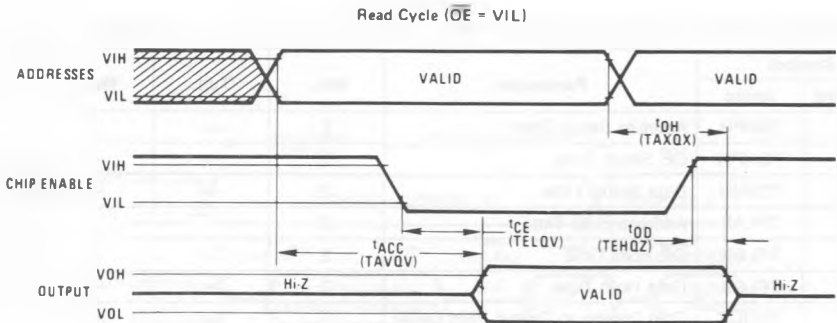 Read Cycle (OE = VIL)
VIH
ADDRESSES
VALID
VALID
VIL
tOH
(TAXQX)
VIH
CHIP ENABLE
VIL
tCE
(TELQV)
tOD
(TEHQZ)
tACC
(TAVQV)
VOH
Hi-Z
Hi-Z
OUTPUT
VALID
VOL